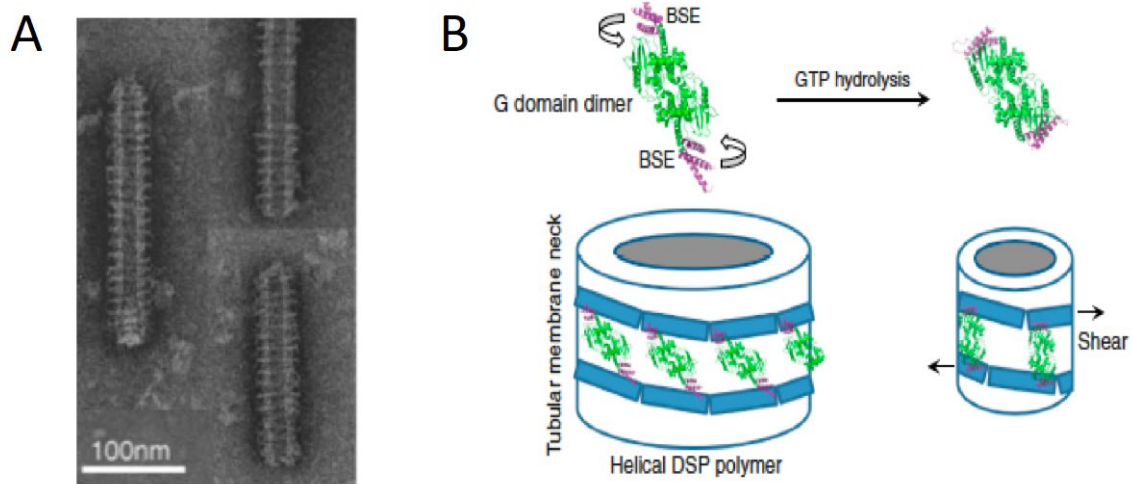 A
100nm
B
BSE
G domain dimer
GTP hydrolysis
BSE
Tubular membrane neck
Shear
Helical DSP polymer